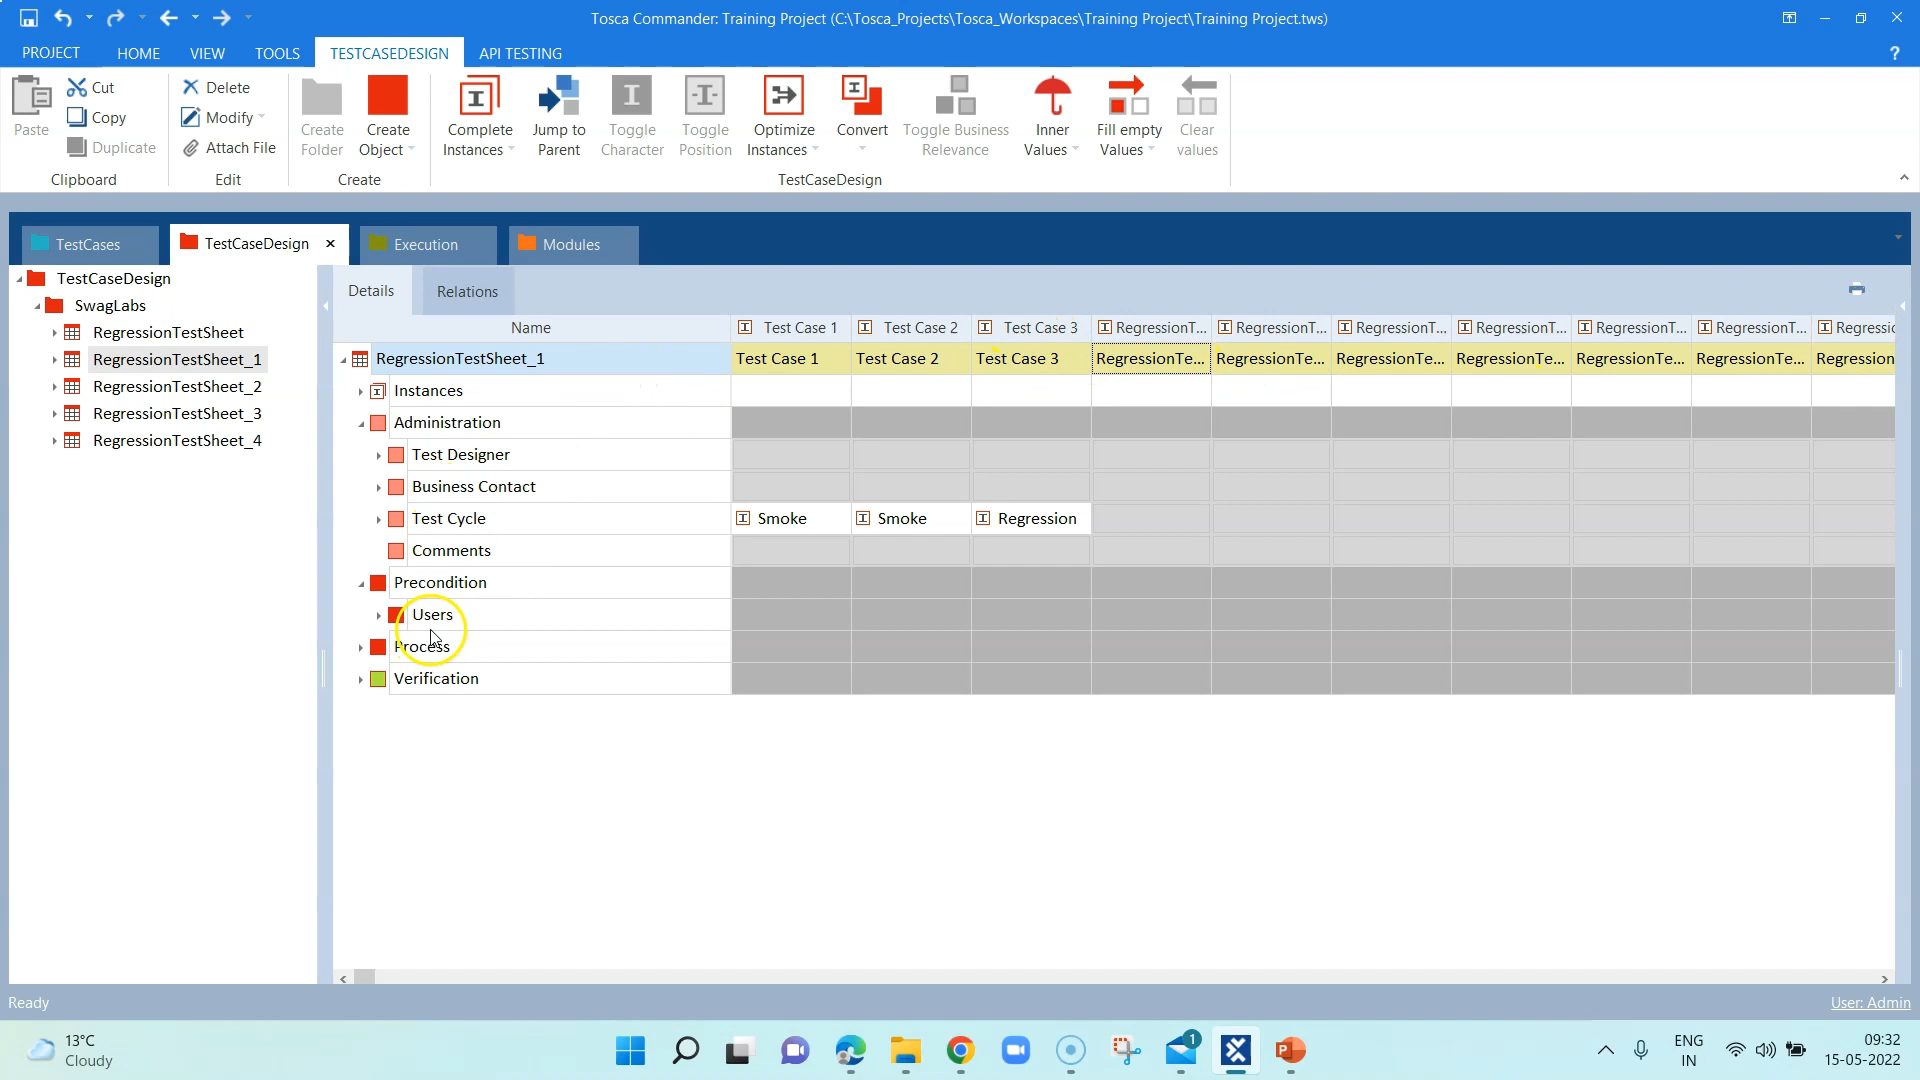 Tosca Commander: Training Project (C:\Tosca_Projects\Tosca_Workspaces\Training Project\Training Project.tws)
PROJECT HOME VIEW TOOLS TESTCASEDESIGN API TESTING ?
Paste Cut Copy Duplicate
Clipboard
Delete Modify Attach File
Edit
Create Folder Create Object
Create
Complete Instances Jump to Parent Toggle Character Toggle Position Optimize Instances Convert Toggle Business Relevance Inner Values Fill empty Values Clear values
TestCaseDesign
TestCases TestCaseDesign Execution Modules
TestCaseDesign
SwagLabs
RegressionTestSheet
RegressionTestSheet_1
RegressionTestSheet_2
RegressionTestSheet_3
RegressionTestSheet_4
Details Relations
Name Test Case 1 Test Case 2 Test Case 3 RegressionT... RegressionT... RegressionT... RegressionT... RegressionT... RegressionT... Regressic
RegressionTestSheet_1 Test Case 1 Test Case 2 Test Case 3 RegressionTe... RegressionTe... RegressionTe... RegressionTe... RegressionTe... RegressionTe... Regression
Instances
Administration
Test Designer
Business Contact
Test Cycle Smoke Smoke Regression
Comments
Precondition
Users
Process
Verification
Ready User: Admin
13°C
Cloudy
1
ENG
IN
09:32
15-05-2022